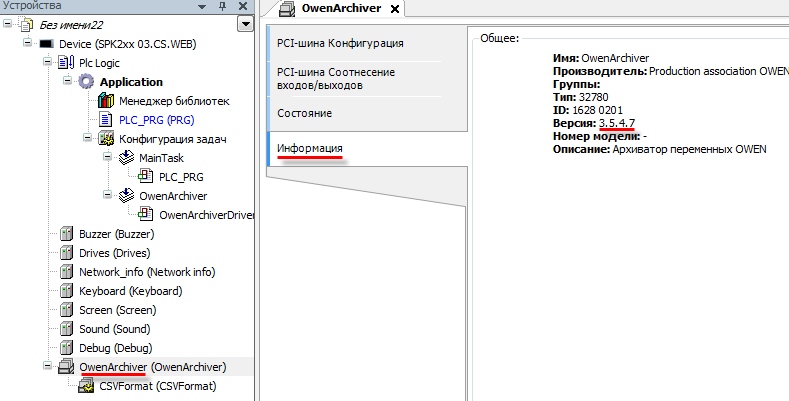 Устройства
Без имени22
Device (SPK2xx 03.CS.WEB)
Plc Logic
Application
Менеджер библиотек
PLC_PRG (PRG)
Конфигурация задач
MainTask
PLC_PRG
OwenArchiver
OwenArchiverDriver
Buzzer (Buzzer)
Drives (Drives)
Network_info (Network info)
Keyboard (Keyboard)
Screen (Screen)
Sound (Sound)
Debug (Debug)
OwenArchiver (OwenArchiver)
CSVFormat (CSVFormat)
OwenArchiver
PCI-шина Конфигурация
PCI-шина Соотнесение
входов/выходов
Состояние
Информация
Общее:
Имя: OwenArchiver
Производитель: Production association OWEN
Группы:
Тип: 32780
ID: 1628 0201
Версия: 3.5.4.7
Номер модели: -
Описание: Архиватор переменных OWEN